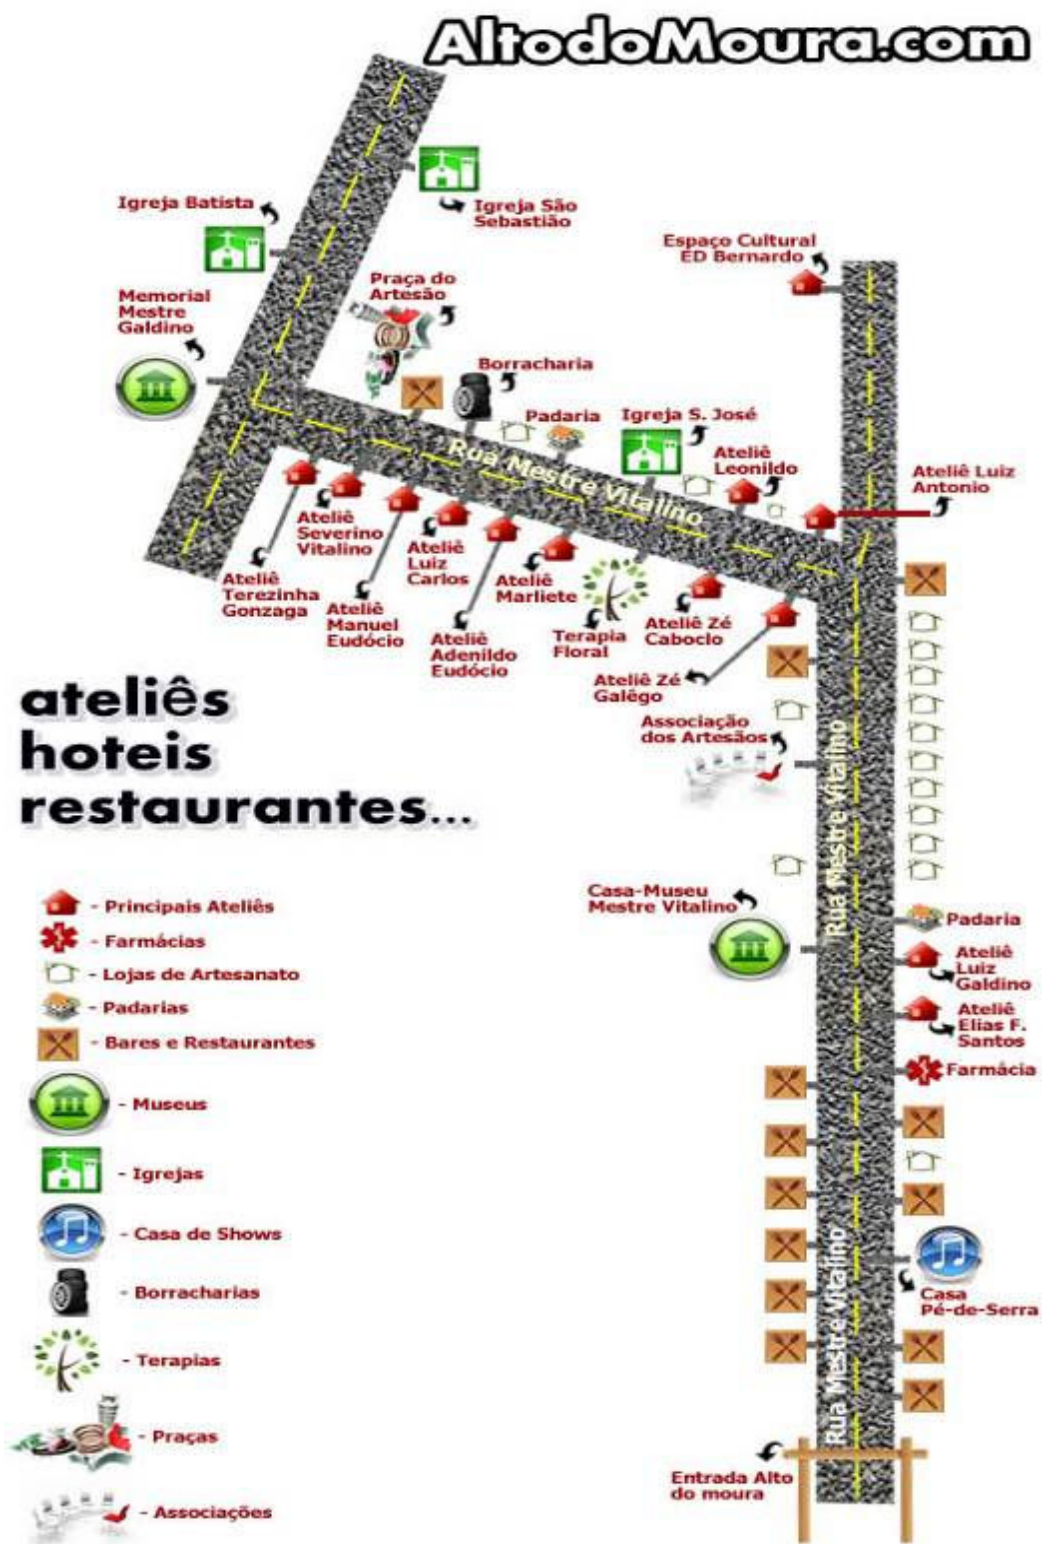 AltodoMoura.com
Igreja São
Sebastião
Igreja Batista
Espaço Cultural
ED Bernardo
Praça do
Artesão
Memorial
Mestre
Galdino
Borracharia
Padaria
Igreja S. José
Ateliê
Leonildo
Ateliê Luiz
Antonio
Rua Mestre Vitalino
Ateliê
Severino
Vitalino
Ateliê
Luiz
Carlos
Ateliê
Terezinha
Gonzaga
Ateliê
Marliete
Ateliê
Manuel
Eudócio
Ateliê
Adenildo
Eudócio
Terapia
Floral
Ateliê Zé
Caboclo
Ateliê Zé
Galêgo
Associação
dos Artesãos
Rua Mestre Vitalino
ateliês
hoteis
restaurantes...
Casa-Museu
Mestre Vitalino
Padaria
Ateliê
Luiz
Galdino
Ateliê
Elias F.
Santos
Farmácia
Rua Mestre Vitalino
Casa
Pé-de-Serra
Entrada Alto
do moura
- Principais Ateliês
- Farmácias
- Lojas de Artesanato
- Padarias
- Bares e Restaurantes
- Museus
- Igrejas
- Casa de Shows
- Borracharias
- Terapias
- Praças
- Associações